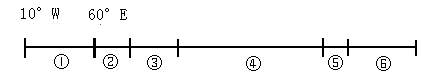 10° W 60° E
① ② ③ ④ ⑤ ⑥